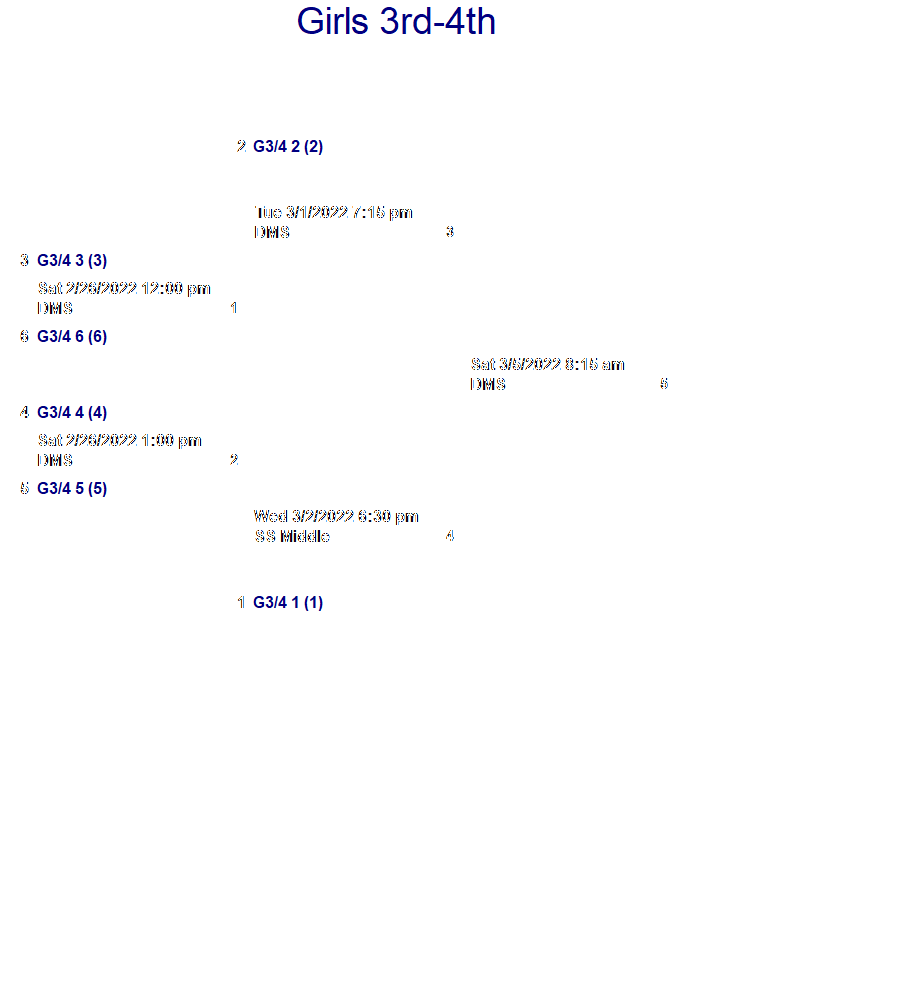 Girls 3rd-4th
2 G3/4 2 (2)
Tue 3/1/2022 7:15 pm
DMS 3
3 G3/4 3 (3)
Sat 2/26/2022 12:00 pm
DMS 1
6 G3/4 6 (6)
Sat 3/5/2022 8:15 am
DMS 5
4 G3/4 4 (4)
Sat 2/26/2022 1:00 pm
DMS 2
5 G3/4 5 (5)
Wed 3/2/2022 6:30 pm
SS Middle 4
1 G3/4 1 (1)